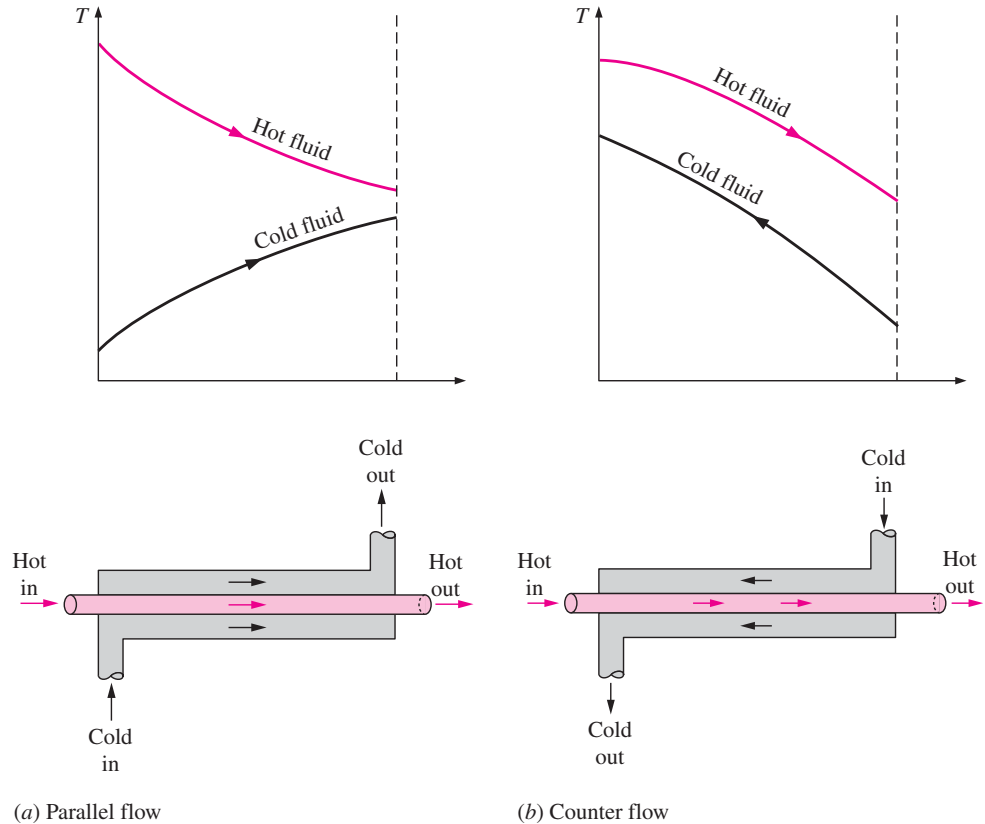 T
Hot fluid
Cold fluid
Cold
out
Hot
in
Hot
out
Cold
in
(a) Parallel flow
T
Hot fluid
Cold fluid
Cold
in
Hot
in
Hot
out
Cold
out
(b) Counter flow